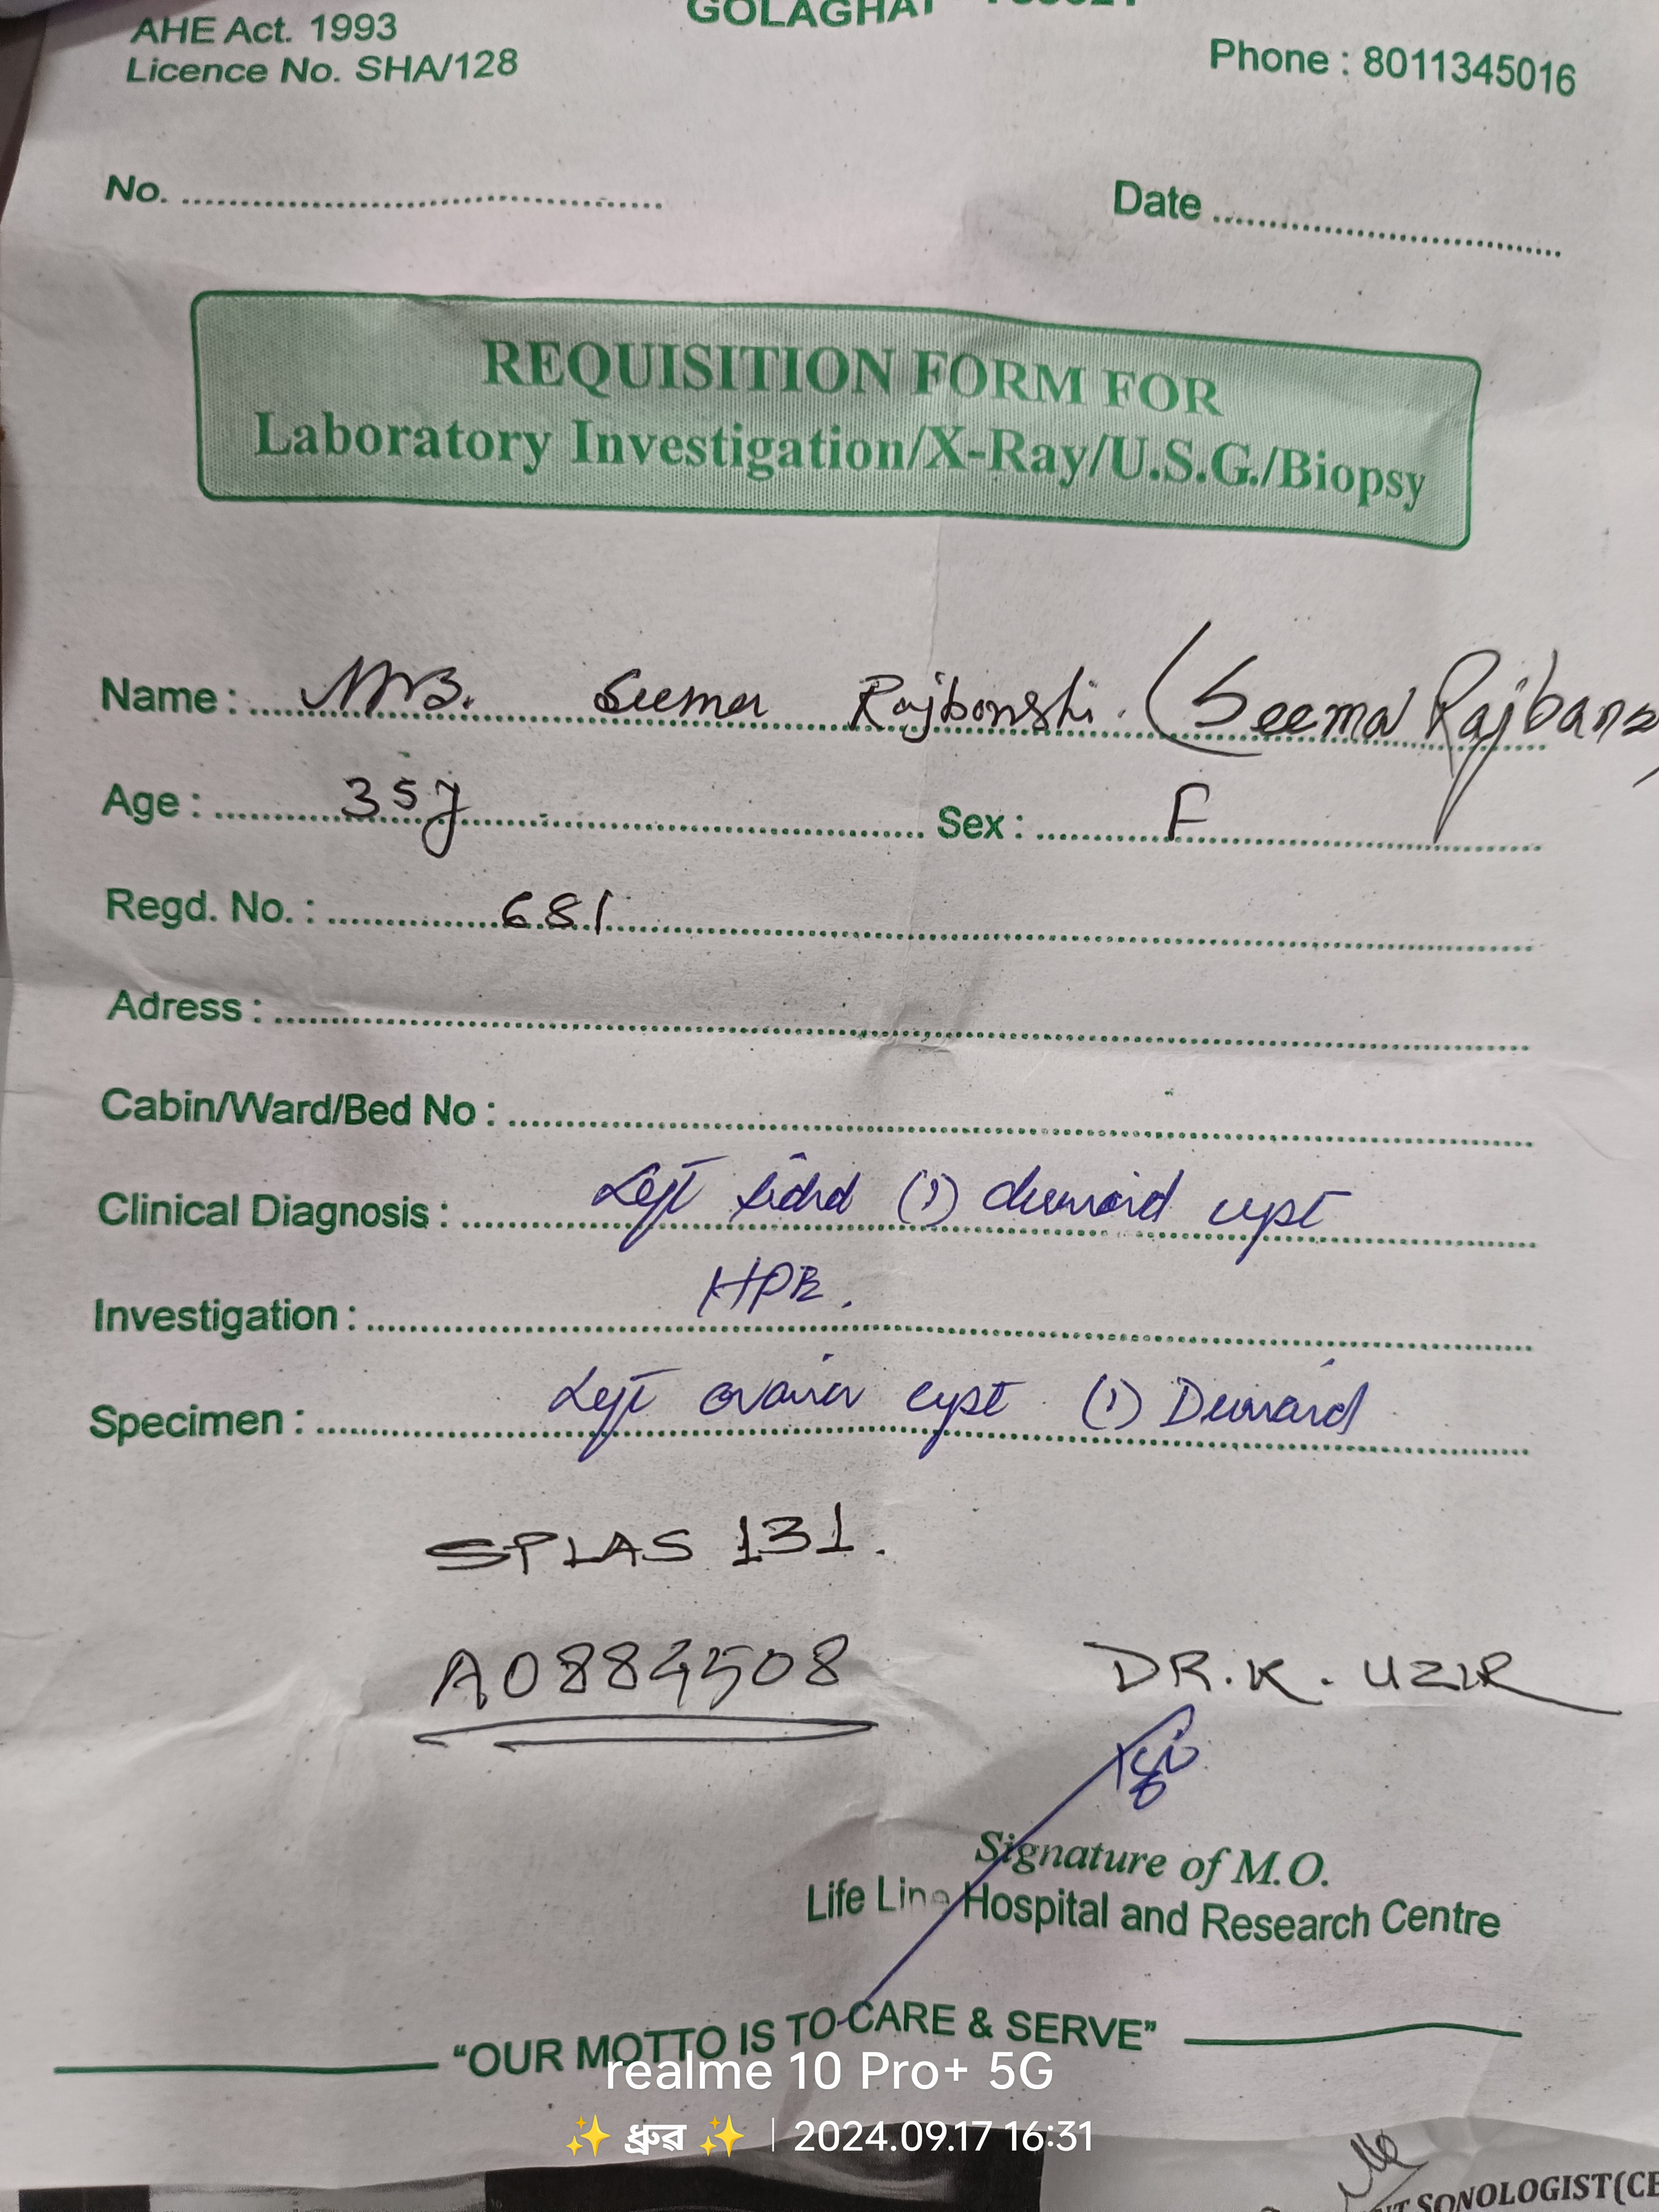 GOLAGHAT
AHE Act. 1993
Licence No. SHA/128
Phone : 8011345016
No.
Date
REQUISITION FORM FOR
Laboratory Investigation/X-Ray/U.S.G./Biopsy
Name : Mrs. Seema Rajbonshi. (Seema Rajbans
Age : 35y Sex : F
Regd. No. : 681
Adress :
Cabin/Ward/Bed No :
Clinical Diagnosis : Left sided (?) dermoid cyst
Investigation : HPE.
Specimen : Left ovarian cyst (?) Dermoid
SPLAS 131.
A0884508
DR. K. UZIR
Signature of M.O.
Life Line Hospital and Research Centre
"OUR MOTTO IS TO CARE & SERVE"
realme 10 Pro+ 5G
✨ ধ্রুৱ ✨ | 2024.09.17 16:31
SONOLOGIST(CE